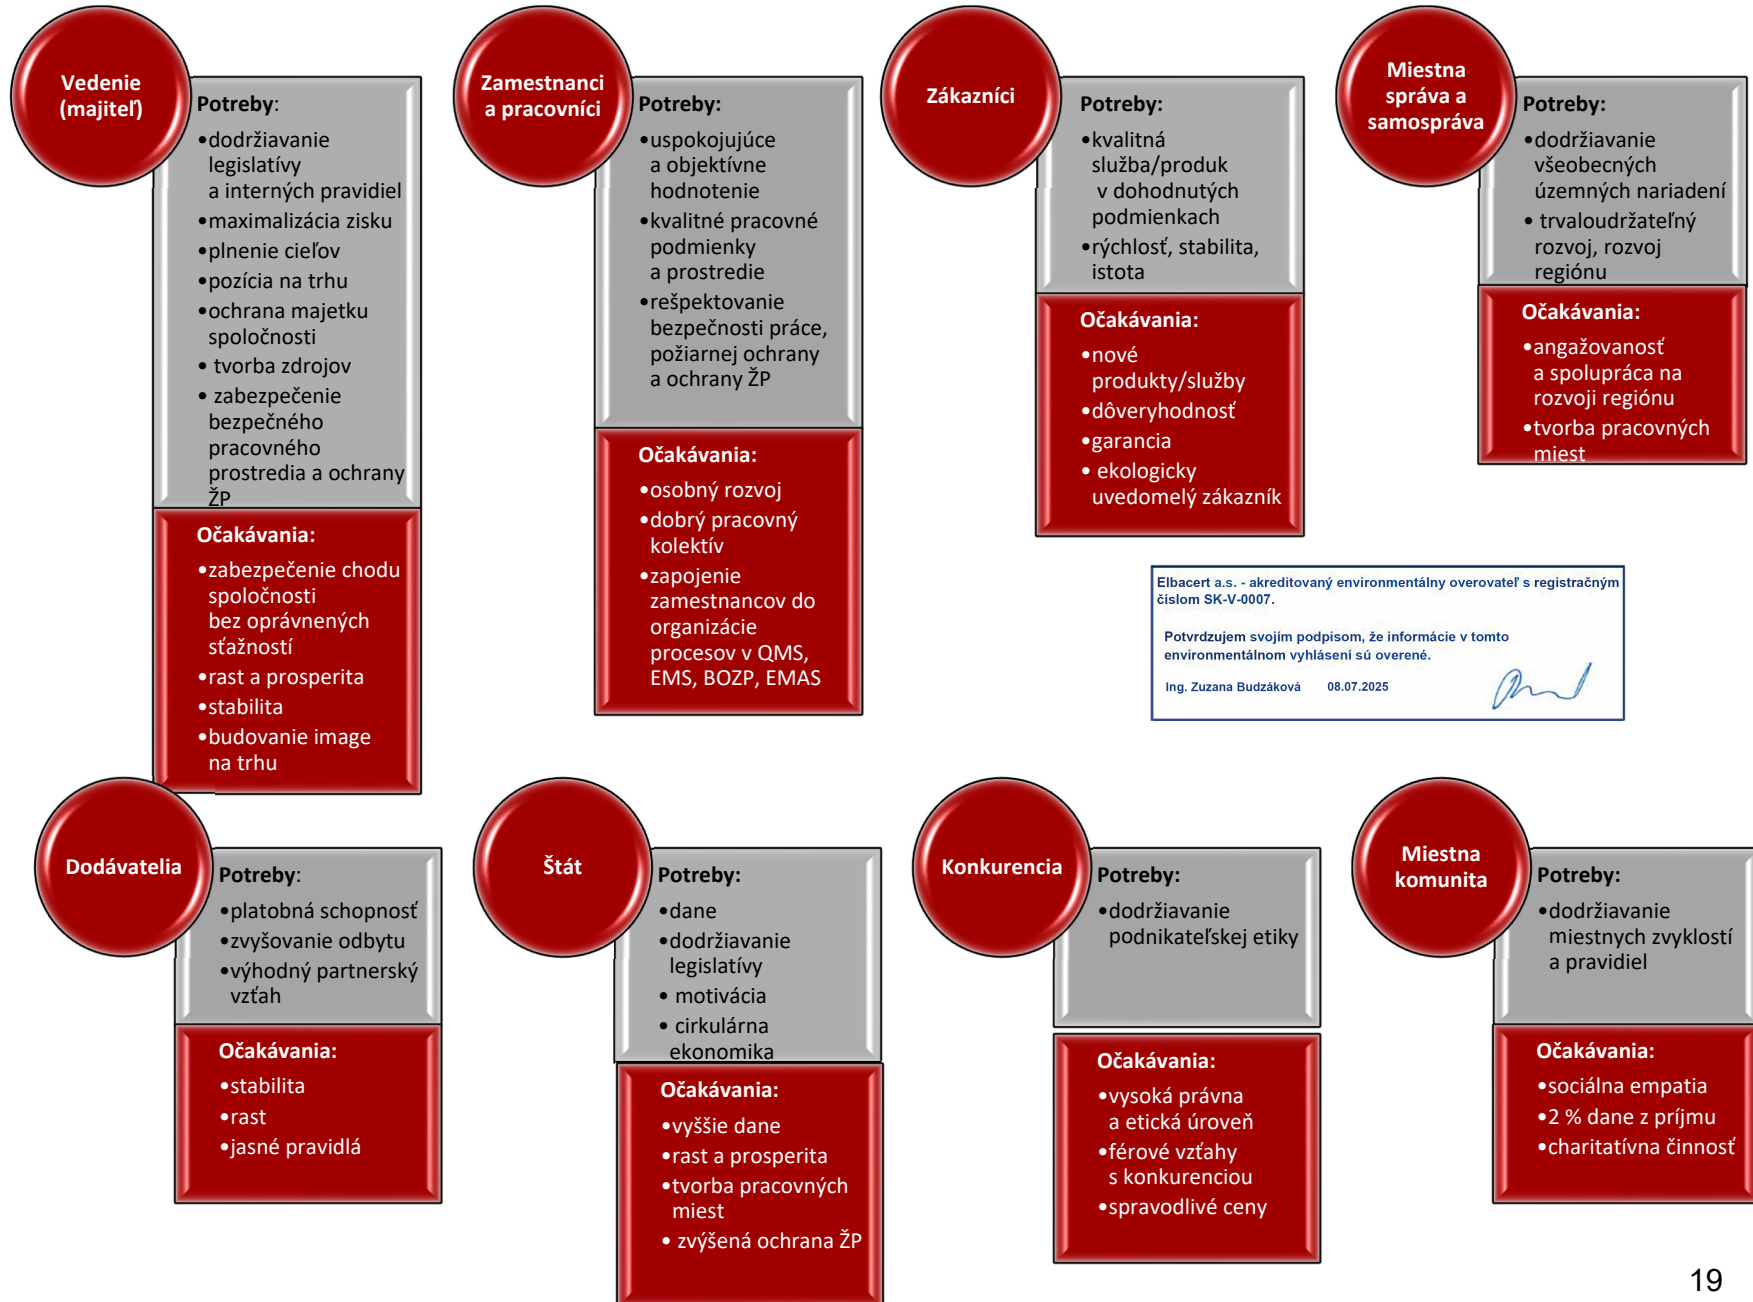 Vedenie
(majiteľ)
Potreby:
•dodržiavanie
legislatívy
a interných pravidiel
•maximalizácia zisku
•plnenie cieľov
•pozícia na trhu
•ochrana majetku
spoločnosti
• tvorba zdrojov
• zabezpečenie
bezpečného
pracovného
prostredia a ochrany
ŽP
Očakávania:
•zabezpečenie chodu
spoločnosti
bez oprávnených
sťažností
•rast a prosperita
•stabilita
•budovanie image
na trhu
Zamestnanci
a pracovníci
Potreby:
•uspokojujúce
a objektívne
hodnotenie
•kvalitné pracovné
podmienky
a prostredie
•rešpektovanie
bezpečnosti práce,
požiarnej ochrany
a ochrany ŽP
Očakávania:
•osobný rozvoj
•dobrý pracovný
kolektív
•zapojenie
zamestnancov do
organizácie
procesov v QMS,
EMS, BOZP, EMAS
Zákazníci
Potreby:
•kvalitná
služba/produk
v dohodnutých
podmienkach
•rýchlosť, stabilita,
istota
Očakávania:
•nové
produkty/služby
•dôveryhodnosť
•garancia
• ekologicky
uvedomelý zákazník
Miestna
správa a
samospráva
Potreby:
•dodržiavanie
všeobecných
územných nariadení
• trvaloudržateľný
rozvoj, rozvoj
regiónu
Očakávania:
•angažovanosť
a spolupráca na
rozvoji regiónu
•tvorba pracovných
miest
Elbacert a.s. - akreditovaný environmentálny overovateľ s registračným
číslom SK-V-0007.
Potvrdzujem svojím podpisom, že informácie v tomto
environmentálnom vyhlásení sú overené.
Ing. Zuzana Budzáková 08.07.2025
Dodávatelia
Potreby:
•platobná schopnosť
•zvyšovanie odbytu
•výhodný partnerský
vzťah
Očakávania:
•stabilita
•rast
•jasné pravidlá
Štát
Potreby:
•dane
•dodržiavanie
legislatívy
• motivácia
• cirkulárna
ekonomika
Očakávania:
•vyššie dane
•rast a prosperita
•tvorba pracovných
miest
• zvýšená ochrana ŽP
Konkurencia
Potreby:
•dodržiavanie
podnikateľskej etiky
Očakávania:
•vysoká právna
a etická úroveň
•férové vzťahy
s konkurenciou
•spravodlivé ceny
Miestna
komunita
Potreby:
•dodržiavanie
miestnych zvyklostí
a pravidiel
Očakávania:
•sociálna empatia
•2 % dane z príjmu
•charitatívna činnosť
19